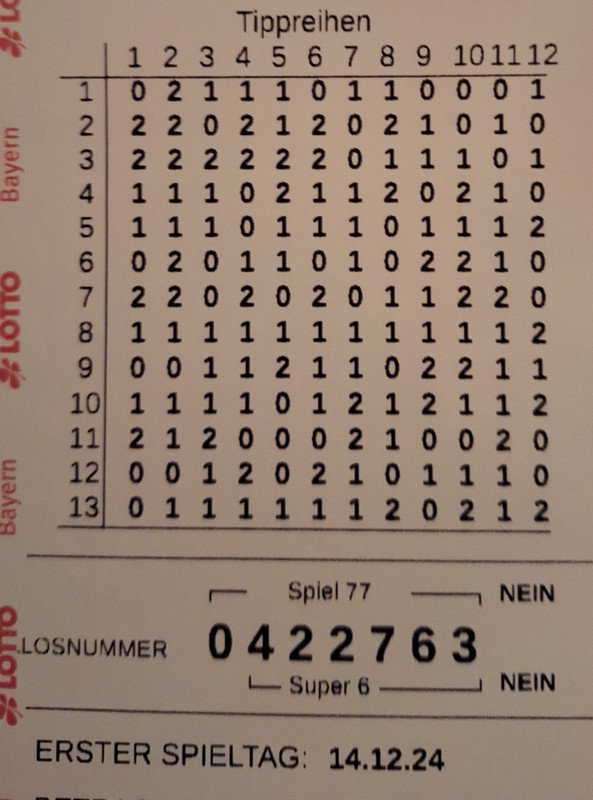 Tippreihen
1 2 3 4 5 6 7 8 9 10 11 12
1 0 2 1 1 1 0 1 1 0 0 0 1
2 2 2 0 2 1 2 0 2 1 0 1 0
3 2 2 2 2 2 2 0 1 1 1 0 1
4 1 1 1 0 2 1 1 2 0 2 1 0
5 1 1 1 0 1 1 1 0 1 1 1 2
6 0 2 0 1 1 0 1 0 2 2 1 0
7 2 2 0 2 0 2 0 1 1 2 2 0
8 1 1 1 1 1 1 1 1 1 1 1 2
9 0 0 1 1 2 1 1 0 2 2 1 1
10 1 1 1 1 0 1 2 1 2 1 1 2
11 2 1 2 0 0 0 2 1 0 0 2 0
12 0 0 1 2 0 2 1 0 1 1 1 0
13 0 1 1 1 1 1 1 2 0 2 1 2
Spiel 77 NEIN
LOSNUMMER 0422763
Super 6 NEIN
ERSTER SPIELTAG: 14.12.24
Bayern
LOTTO
Bayern
LOTTO